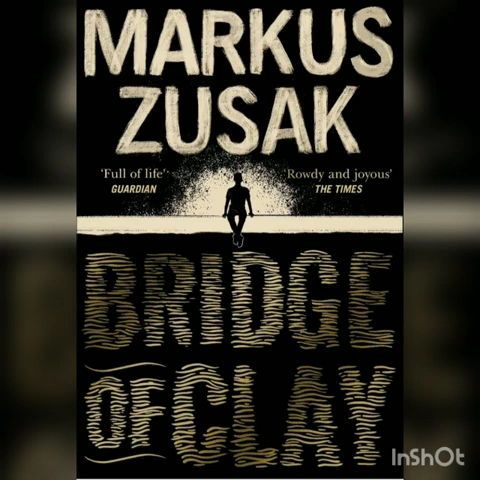 MARKUS
ZUSAK
'Full of life'
GUARDIAN
'Rowdy and joyous'
THE TIMES
BRIDGE
OF CLAY
InShOt